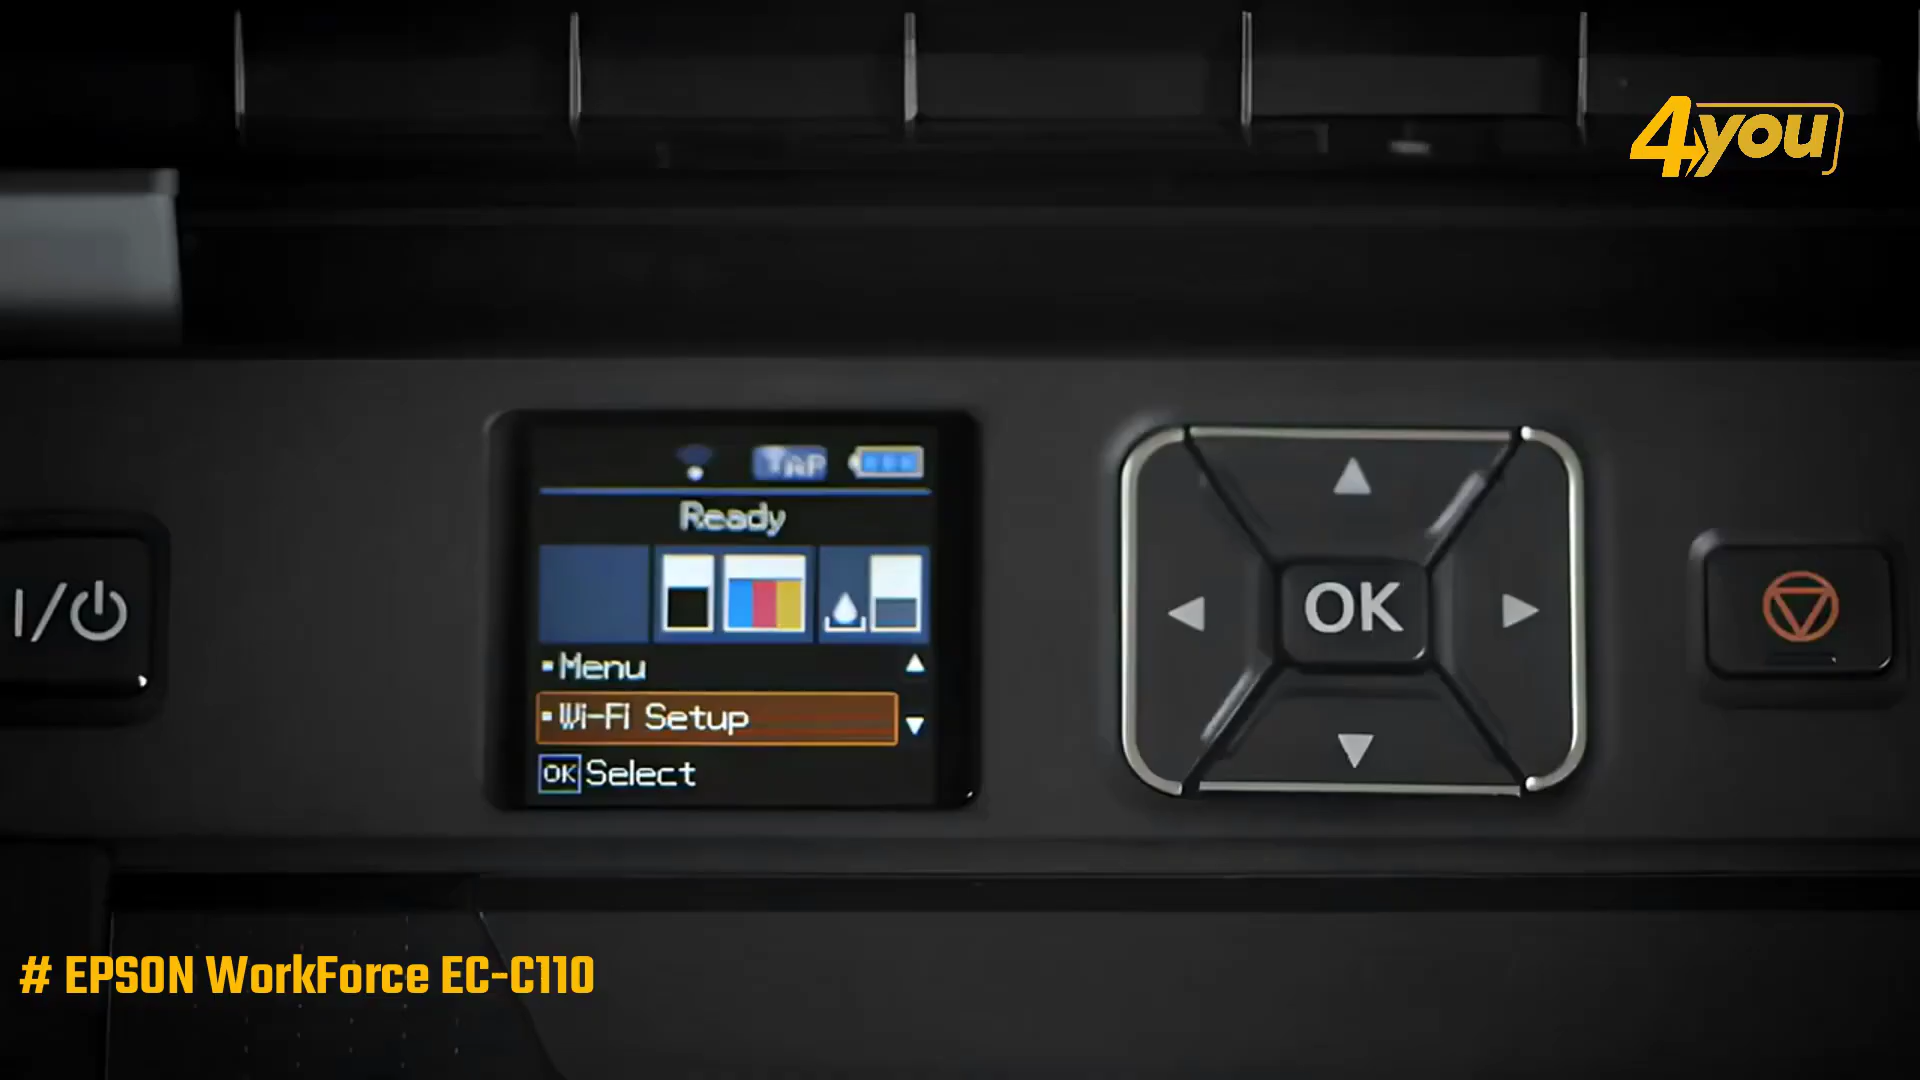 4you
Ready
Menu
Wi-Fi Setup
OK Select
OK
# EPSON WorkForce EC-C110